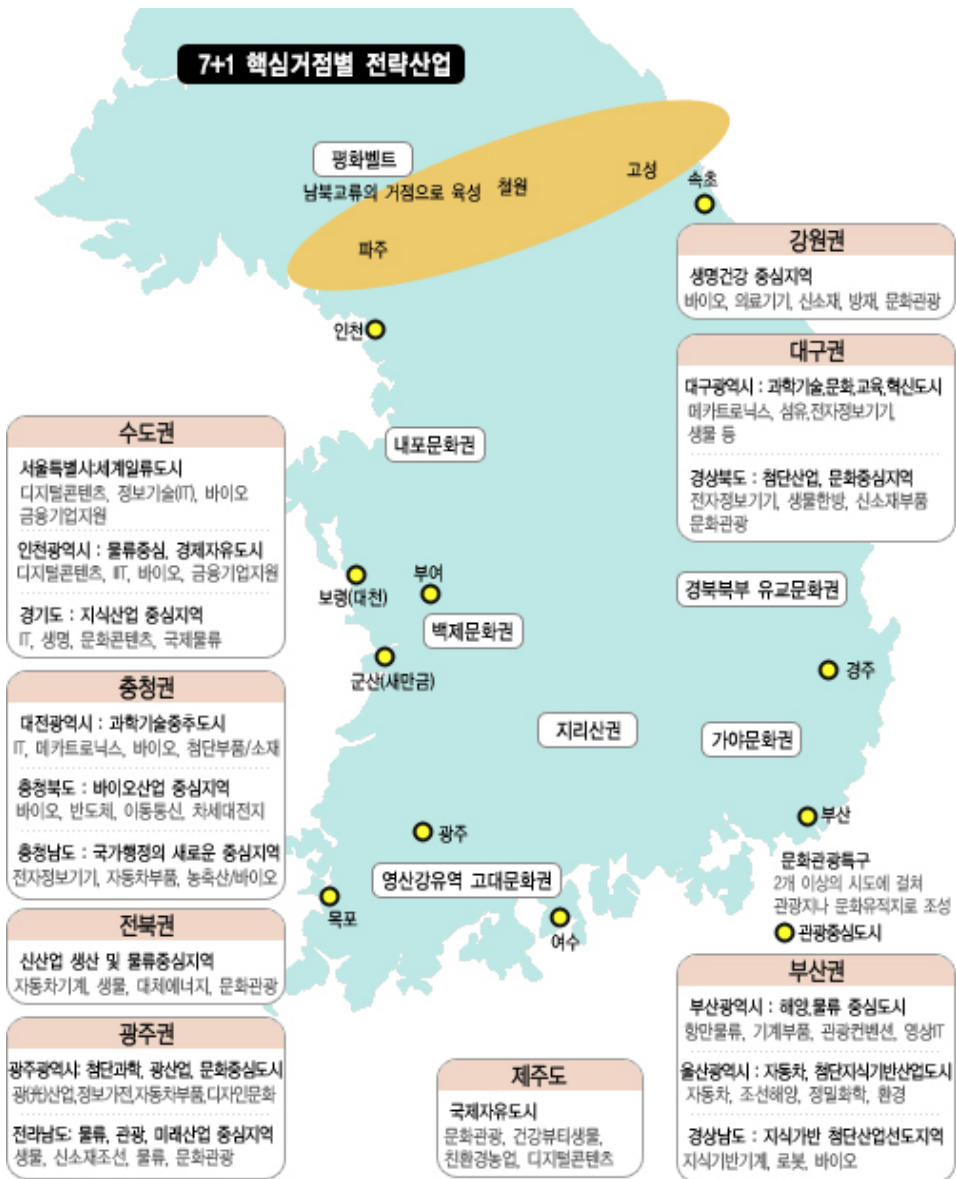 7+1 핵심거점별 전략산업
평화벨트
남북교류의 거점으로 육성
철원
고성
파주
속초
인천
강원권
생명건강 중심지역
바이오, 의료기기, 신소재, 방재, 문화관광
대구권
대구광역시 : 과학기술,문화,교육,혁신도시
메카트로닉스, 섬유,전자정보기기,
생물 등
경상북도 : 첨단산업, 문화중심지역
전자정보기기, 생물한방, 신소재부품
문화관광
내포문화권
수도권
서울특별시:세계일류도시
디지털콘텐츠, 정보기술(IT), 바이오
금융기업지원
인천광역시 : 물류중심, 경제자유도시
디지털콘텐츠, IT, 바이오, 금융기업지원
경기도 : 지식산업 중심지역
IT, 생명, 문화콘텐츠, 국제물류
보령(대천)
부여
백제문화권
군산(새만금)
경북북부 유교문화권
경주
지리산권
가야문화권
충청권
대전광역시 : 과학기술중추도시
IT, 메카트로닉스, 바이오, 첨단부품/소재
충청북도 : 바이오산업 중심지역
바이오, 반도체, 이동통신, 차세대전지
충청남도 : 국가행정의 새로운 중심지역
전자정보기기, 자동차부품, 농축산/바이오
광주
부산
영산강유역 고대문화권
목포
여수
문화관광특구
2개 이상의 시도에 걸쳐
관광지나 문화유적지로 조성
관광중심도시
전북권
신산업 생산 및 물류중심지역
자동차기계, 생물, 대체에너지, 문화관광
광주권
광주광역시: 첨단과학, 광산업, 문화중심도시
광(光)산업,정보가전,자동차부품,디자인문화
전라남도: 물류, 관광, 미래산업 중심지역
생물, 신소재조선, 물류, 문화관광
제주도
국제자유도시
문화관광, 건강뷰티생물,
친환경농업, 디지털콘텐츠
부산권
부산광역시 : 해양,물류 중심도시
항만물류, 기계부품, 관광컨벤션, 영상IT
울산광역시 : 자동차, 첨단지식기반산업도시
자동차, 조선해양, 정밀화학, 환경
경상남도 : 지식가반 첨단산업선도지역
지식기반기계, 로봇, 바이오